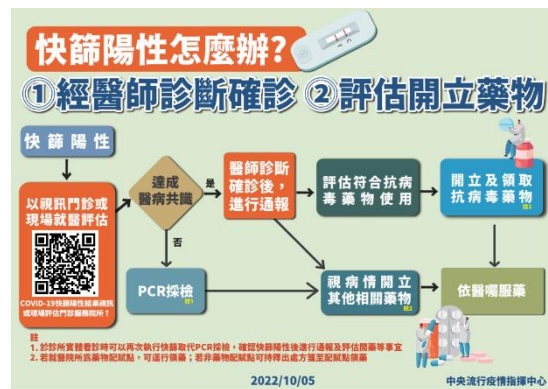 快篩陽性怎麼辦?
①經醫師診斷確診 ②評估開立藥物
快篩陽性
以視訊門診或
現場就醫評估
COVID-19快篩陽性結果視訊
或現場評估門診服務院所?
達成
醫病共識
是
否
醫師診斷
確診後,
進行通報
評估符合抗病
毒藥物使用
開立及領取
抗病毒藥物
註2
PCR採檢
註1
視病情開立
其他相關藥物
註2
依醫囑服藥
註
1. 於診所實體看診時可以再次執行快篩取代PCR採檢,確認快篩陽性後進行通報及評估開藥等事宜
2. 若就醫院所為藥物配賦點,可逕行領藥;若非藥物配賦點可持釋出處方箋至配賦點領藥
2022/10/05
中央流行疫情指揮中心